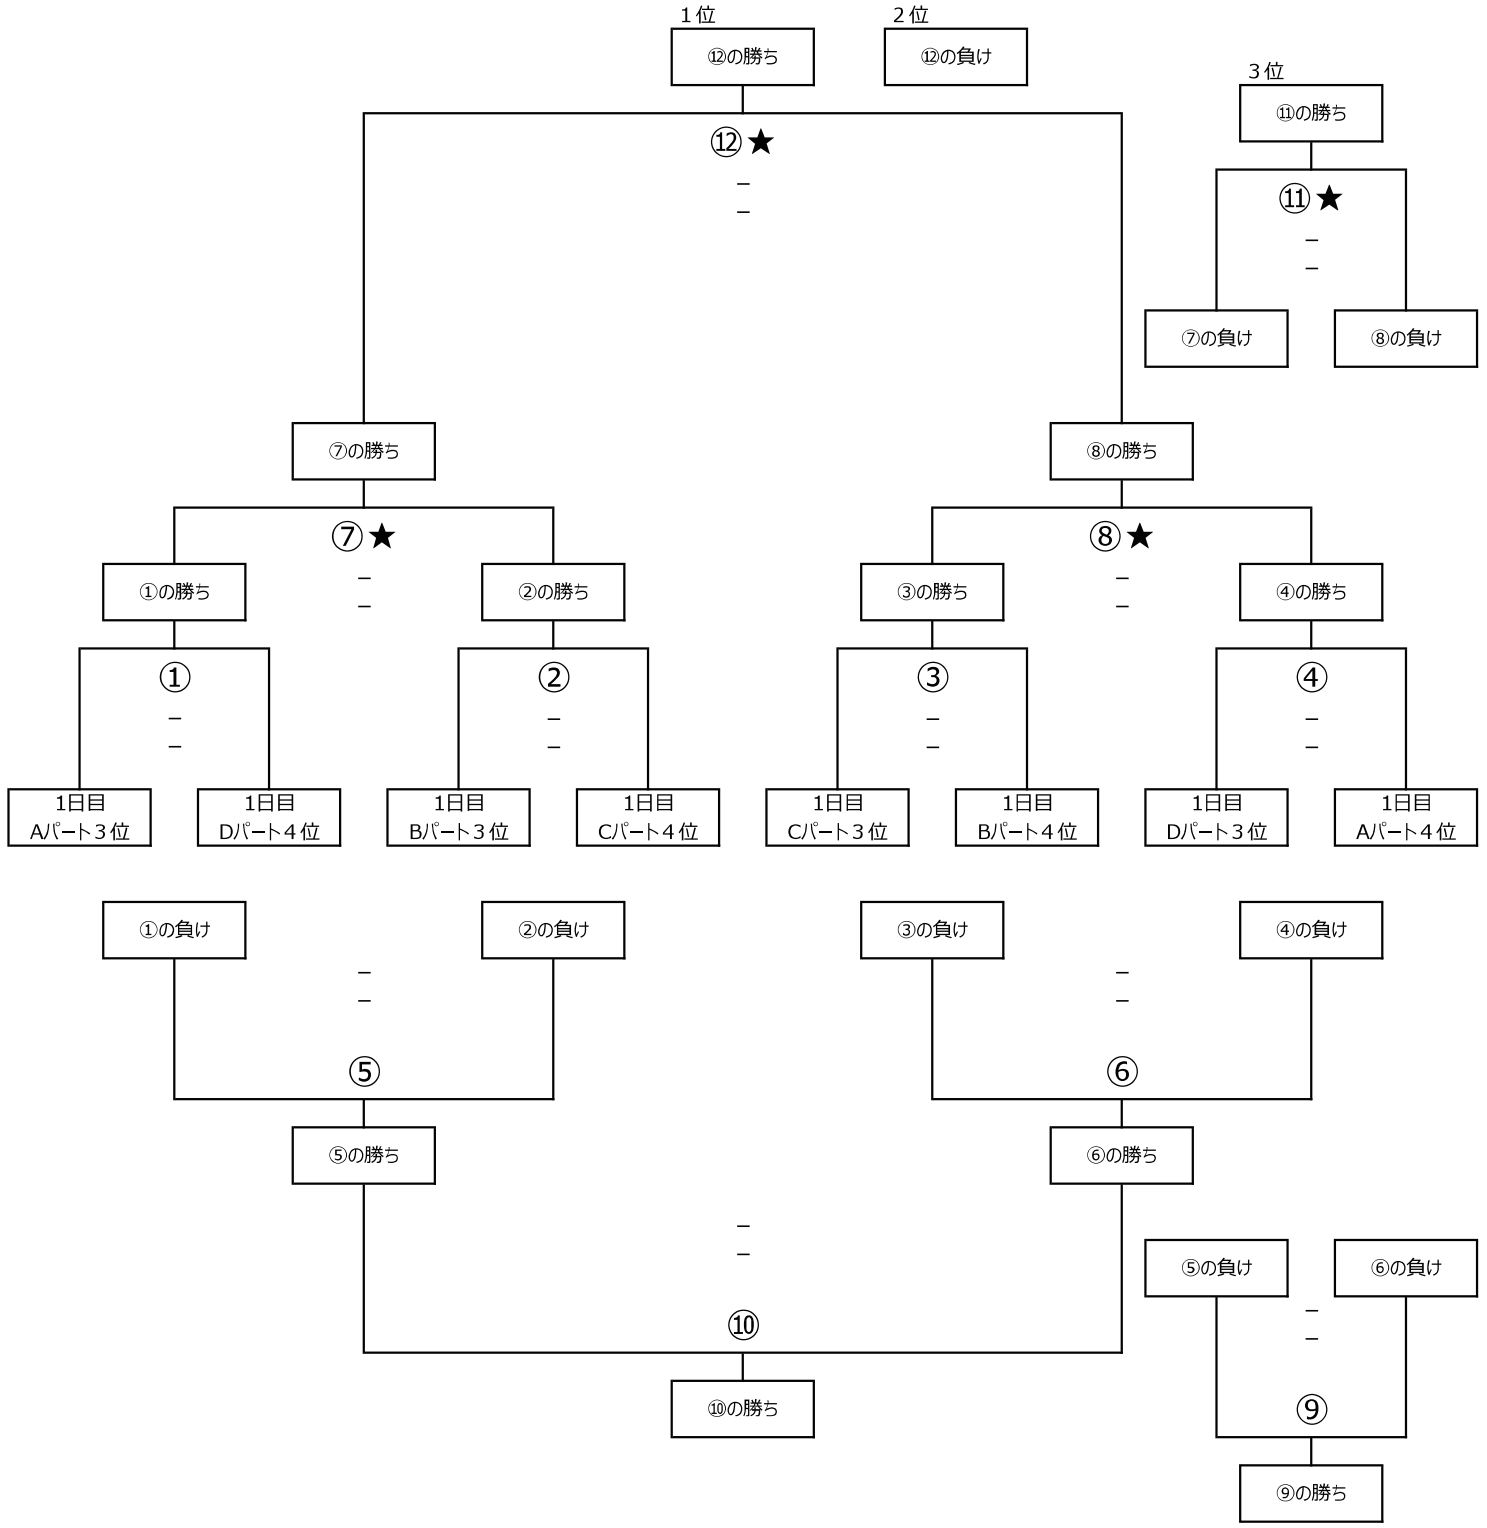 １位
２位
⑫の勝ち
⑫の負け
３位
⑪の勝ち
⑫★
－
－
⑪★
－
－
⑦の負け
⑧の負け
⑦の勝ち
⑧の勝ち
⑦★
⑧★
①の勝ち
－
－
②の勝ち
③の勝ち
－
－
④の勝ち
①
②
③
④
－
－
－
－
－
－
－
－
1日目
Aパート３位
1日目
Dパート４位
1日目
Bパート３位
1日目
Cパート４位
1日目
Cパート３位
1日目
Bパート４位
1日目
Dパート３位
1日目
Aパート４位
①の負け
②の負け
③の負け
④の負け
－
－
－
－
⑤
⑥
⑤の勝ち
⑥の勝ち
－
－
⑤の負け
⑥の負け
－
－
⑩
⑩の勝ち
⑨
⑨の勝ち